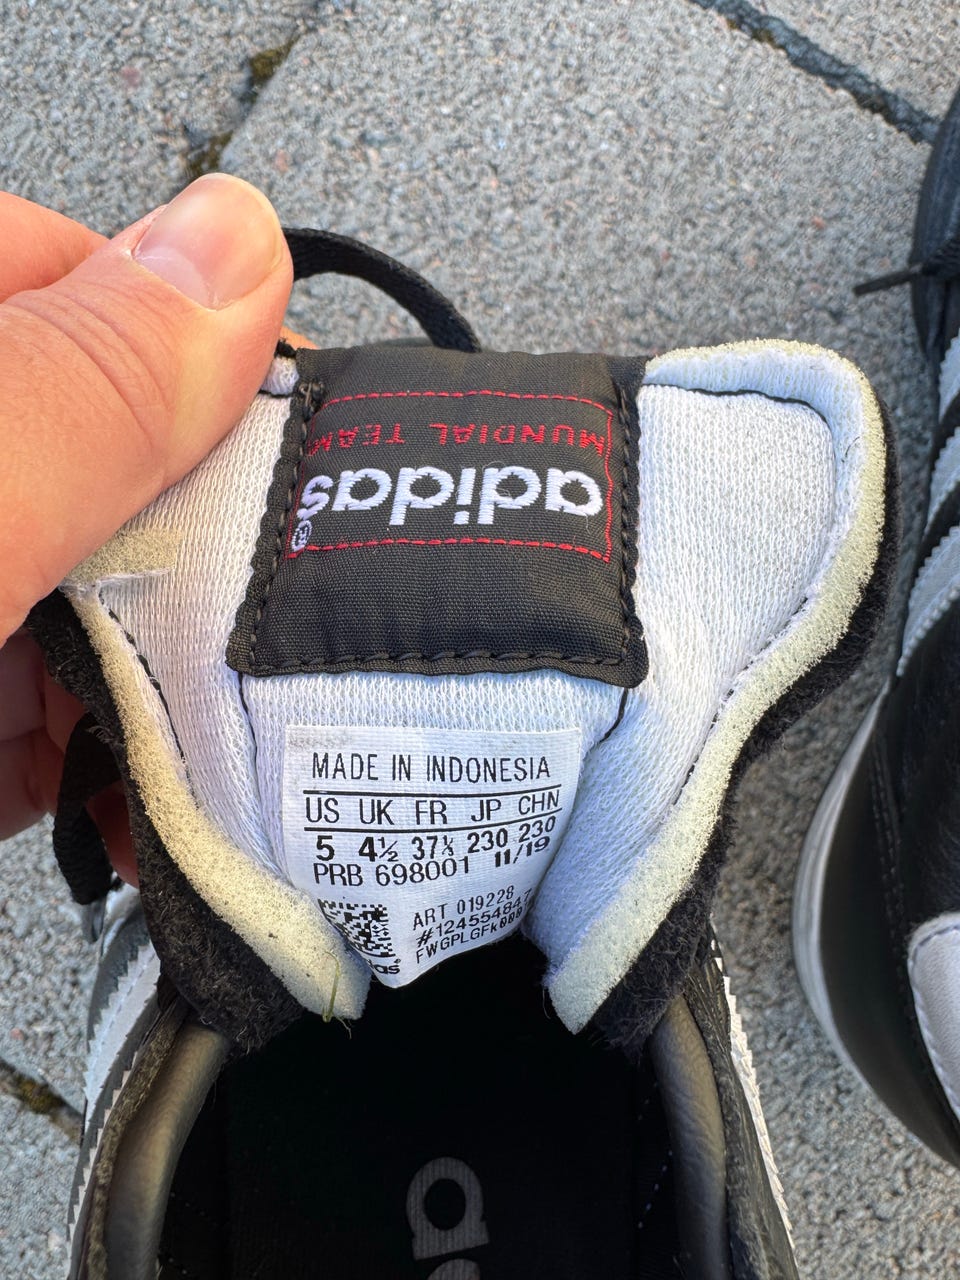 MUNDIAL TEAM
adidas®
MADE IN INDONESIA
US UK FR JP CHN
5 4½ 37⅓ 230 230
PRB 698001 11/19
ART 019228
#124554847